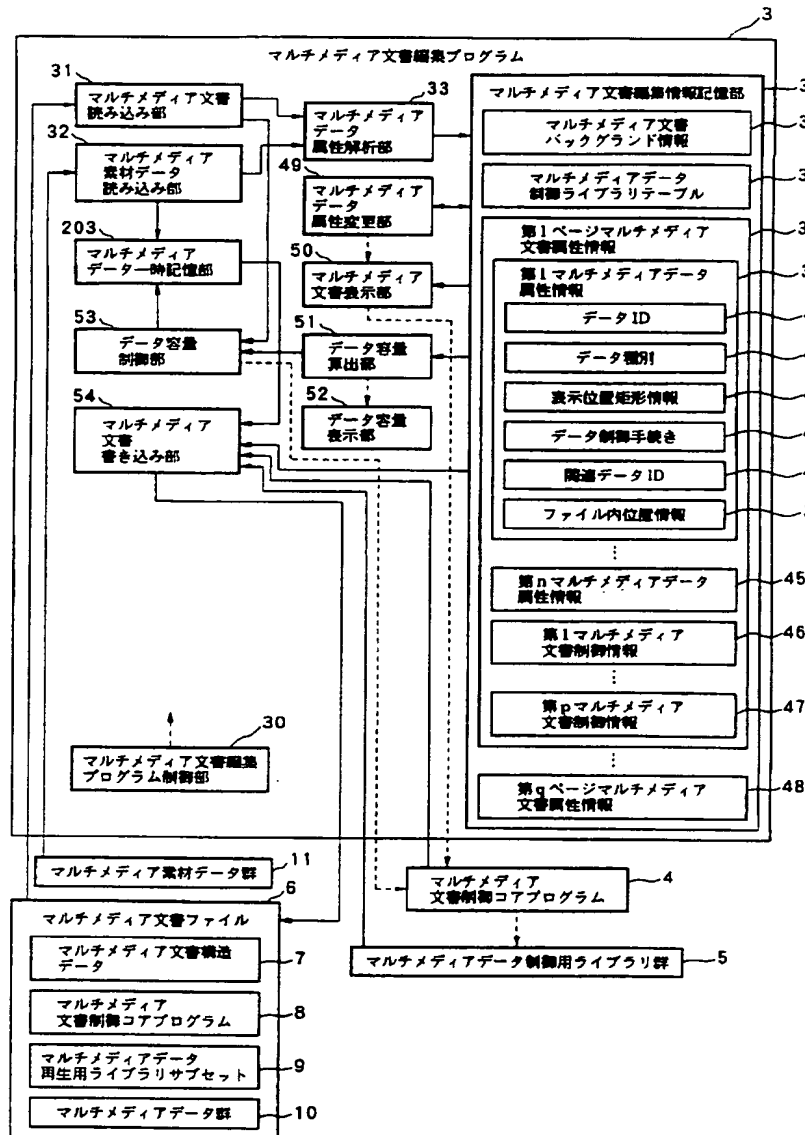 3
マルチメディア文書編集プログラム
31
マルチメディア文書
読み込み部
32
マルチメディア
素材データ
読み込み部
203
マルチメディア
データ一時記憶部
53
データ容量
制御部
54
マルチメディア
文書
書き込み部
33
マルチメディア
データ
属性解析部
49
マルチメディア
データ
属性変更部
50
マルチメディア
文書表示部
51
データ容量
算出部
52
データ容量
表示部
マルチメディア文書編集情報記憶部
3
マルチメディア文書
バックグランド情報
3
マルチメディアデータ
制御ライブラリテーブル
3
第1ページマルチメディア
文書属性情報
3
第1マルチメディアデータ
属性情報
3
データID
データ種別
表示位置矩形情報
データ制御手続き
関連データID
ファイル内位置情報
第nマルチメディアデータ
属性情報
45
第1マルチメディア
文書制御情報
46
第pマルチメディア
文書制御情報
47
第qページマルチメディア
文書属性情報
48
30
マルチメディア文書編集
プログラム制御部
マルチメディア素材データ群
11
6
マルチメディア文書ファイル
マルチメディア文書構造
データ
7
マルチメディア
文書制御コアプログラム
8
マルチメディアデータ
再生用ライブラリサブセット
9
マルチメディアデータ群
10
マルチメディア
文書制御コアプログラム
4
マルチメディアデータ制御用ライブラリ群
5